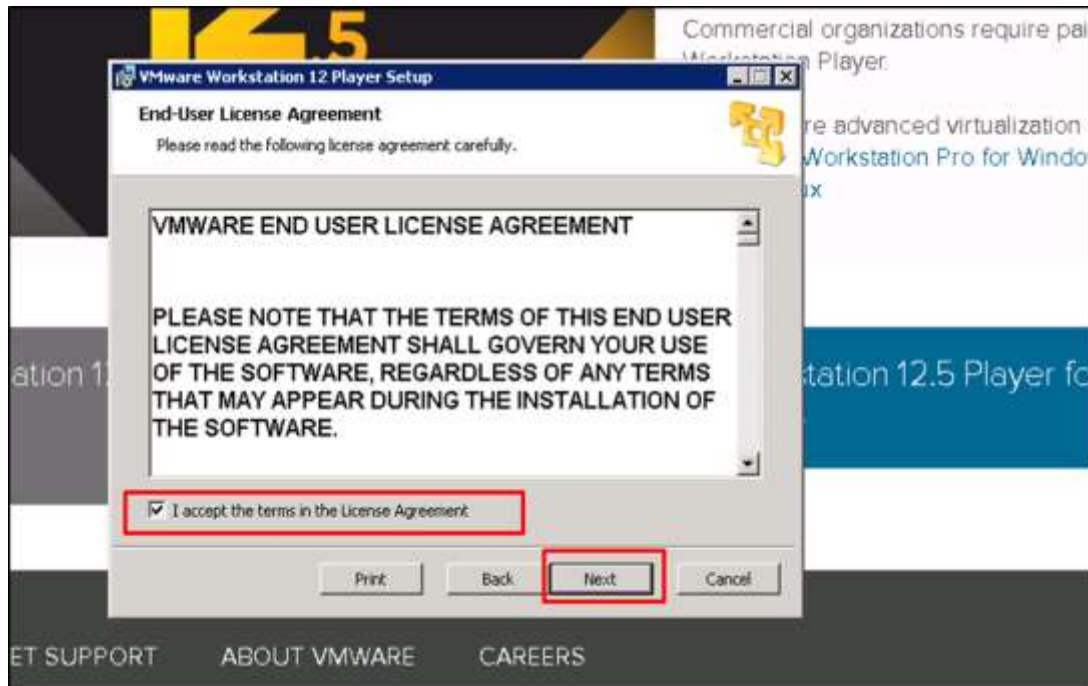 .5
Commercial organizations require pai
Workstation Player.
re advanced virtualization
Workstation Pro for Windo
ux
VMware Workstation 12 Player Setup
End-User License Agreement
Please read the following license agreement carefully.
VMWARE END USER LICENSE AGREEMENT
PLEASE NOTE THAT THE TERMS OF THIS END USER
LICENSE AGREEMENT SHALL GOVERN YOUR USE
OF THE SOFTWARE, REGARDLESS OF ANY TERMS
THAT MAY APPEAR DURING THE INSTALLATION OF
THE SOFTWARE.
I accept the terms in the License Agreement
Print Back Next Cancel
ation 1
tation 12.5 Player fo
ET SUPPORT ABOUT VMWARE CAREERS